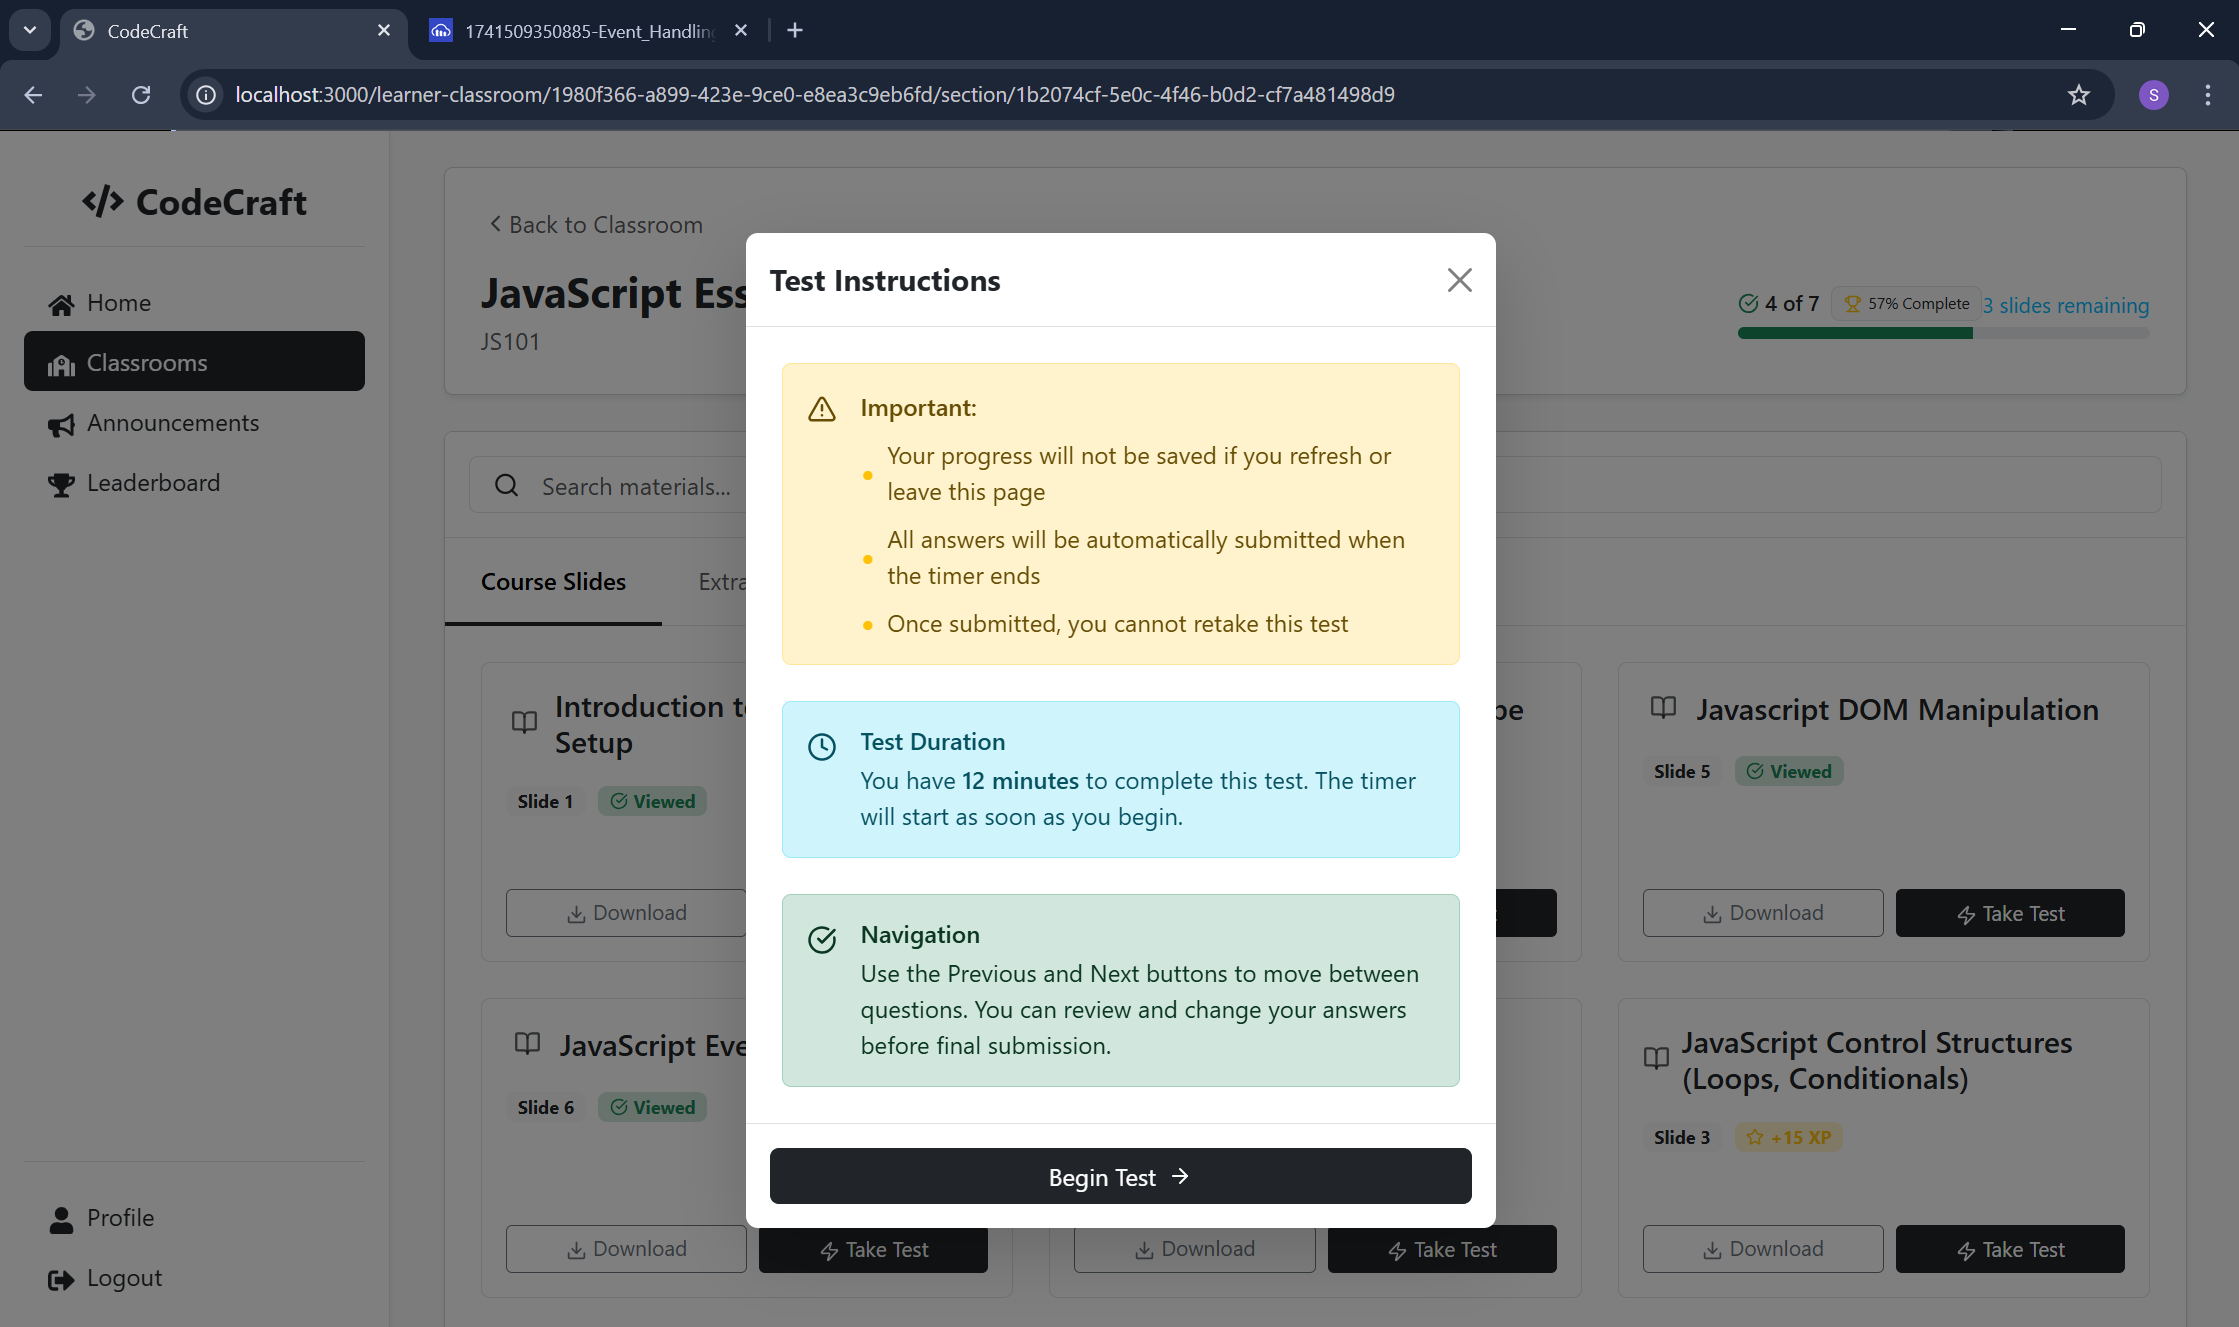 CodeCraft
1741509350885-Event_Handling
localhost:3000/learner-classroom/1980f366-a899-423e-9ce0-e8ea3c9eb6fd/section/1b2074cf-5e0c-4f46-b0d2-cf7a481498d9
S
</> CodeCraft
Home
Classrooms
Announcements
Leaderboard
Profile
Logout
Back to Classroom
JavaScript Ess
JS101
4 of 7
57% Complete
3 slides remaining
Search materials...
Course Slides
Extra
Introduction to
Setup
Slide 1
Viewed
Download
Javascript DOM Manipulation
Slide 5
Viewed
Download
Take Test
JavaScript Eve
Slide 6
Viewed
Download
Take Test
Download
Take Test
JavaScript Control Structures
(Loops, Conditionals)
Slide 3
+15 XP
Download
Take Test
Test Instructions
Important:
Your progress will not be saved if you refresh or
leave this page
All answers will be automatically submitted when
the timer ends
Once submitted, you cannot retake this test
Test Duration
You have 12 minutes to complete this test. The timer
will start as soon as you begin.
Navigation
Use the Previous and Next buttons to move between
questions. You can review and change your answers
before final submission.
Begin Test